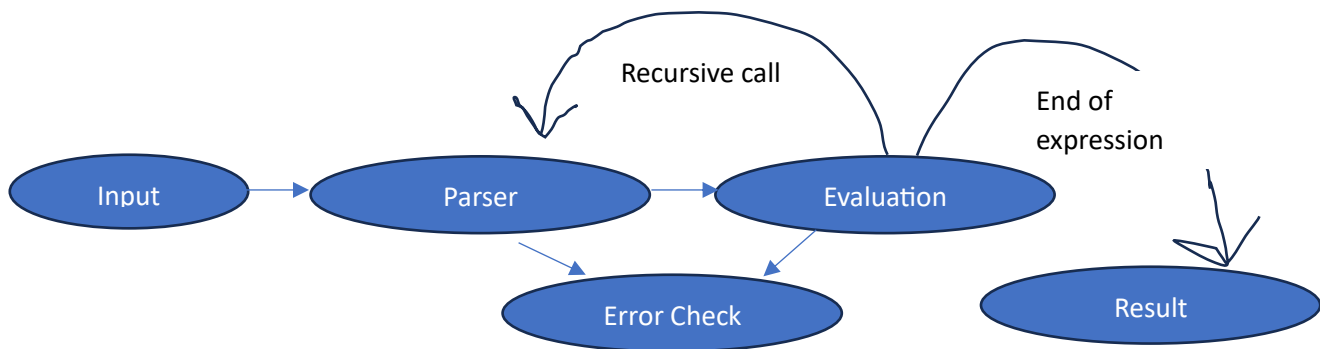 Recursive call
End of
expression
Input
Parser
Evaluation
Error Check
Result